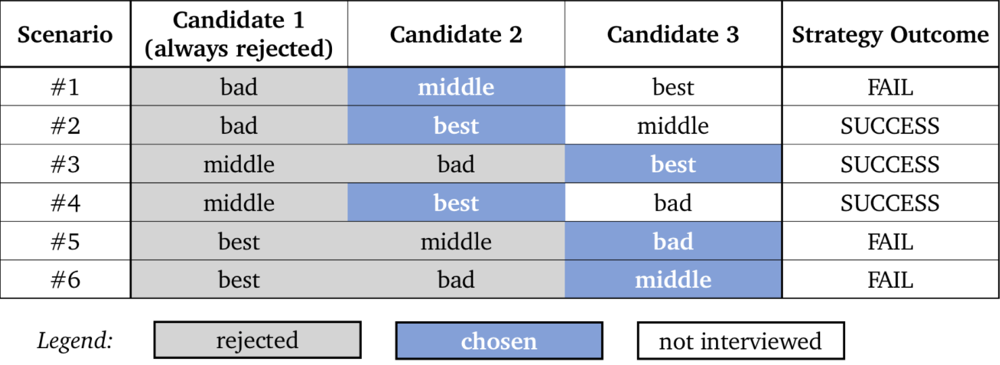 Scenario Candidate 1 (always rejected) Candidate 2 Candidate 3 Strategy Outcome
#1 bad middle best FAIL
#2 bad best middle SUCCESS
#3 middle bad best SUCCESS
#4 middle best bad SUCCESS
#5 best middle bad FAIL
#6 best bad middle FAIL
Legend: rejected chosen not interviewed